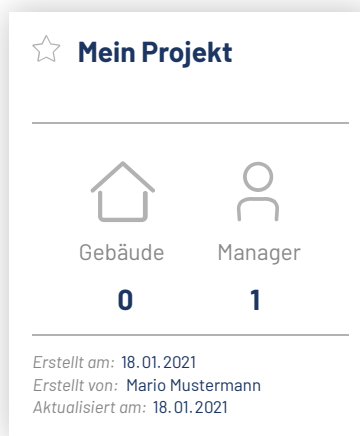 Mein Projekt
Gebäude Manager
0 1
Erstellt am: 18.01.2021
Erstellt von: Mario Mustermann
Aktualisiert am: 18.01.2021